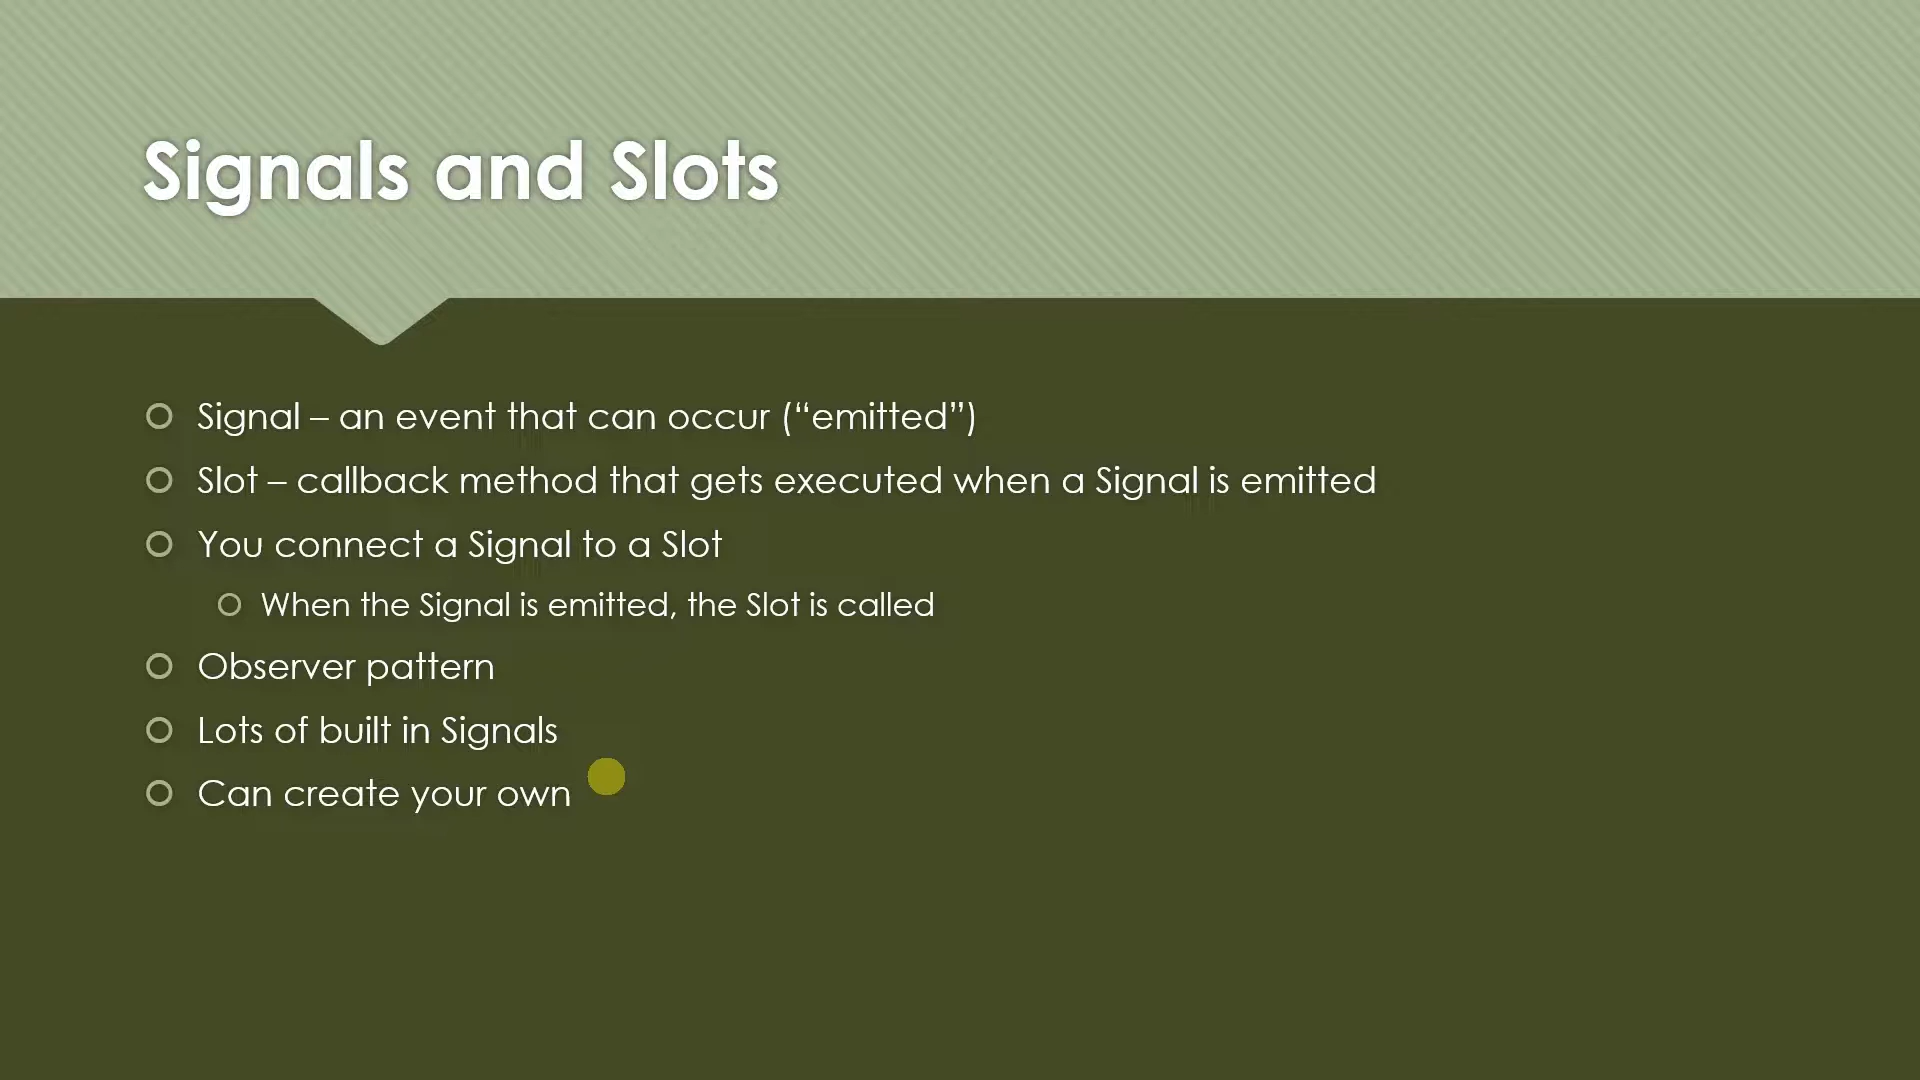 Signals and Slots
Signal – an event that can occur (“emitted”)
Slot – callback method that gets executed when a Signal is emitted
You connect a Signal to a Slot
When the Signal is emitted, the Slot is called
Observer pattern
Lots of built in Signals
Can create your own